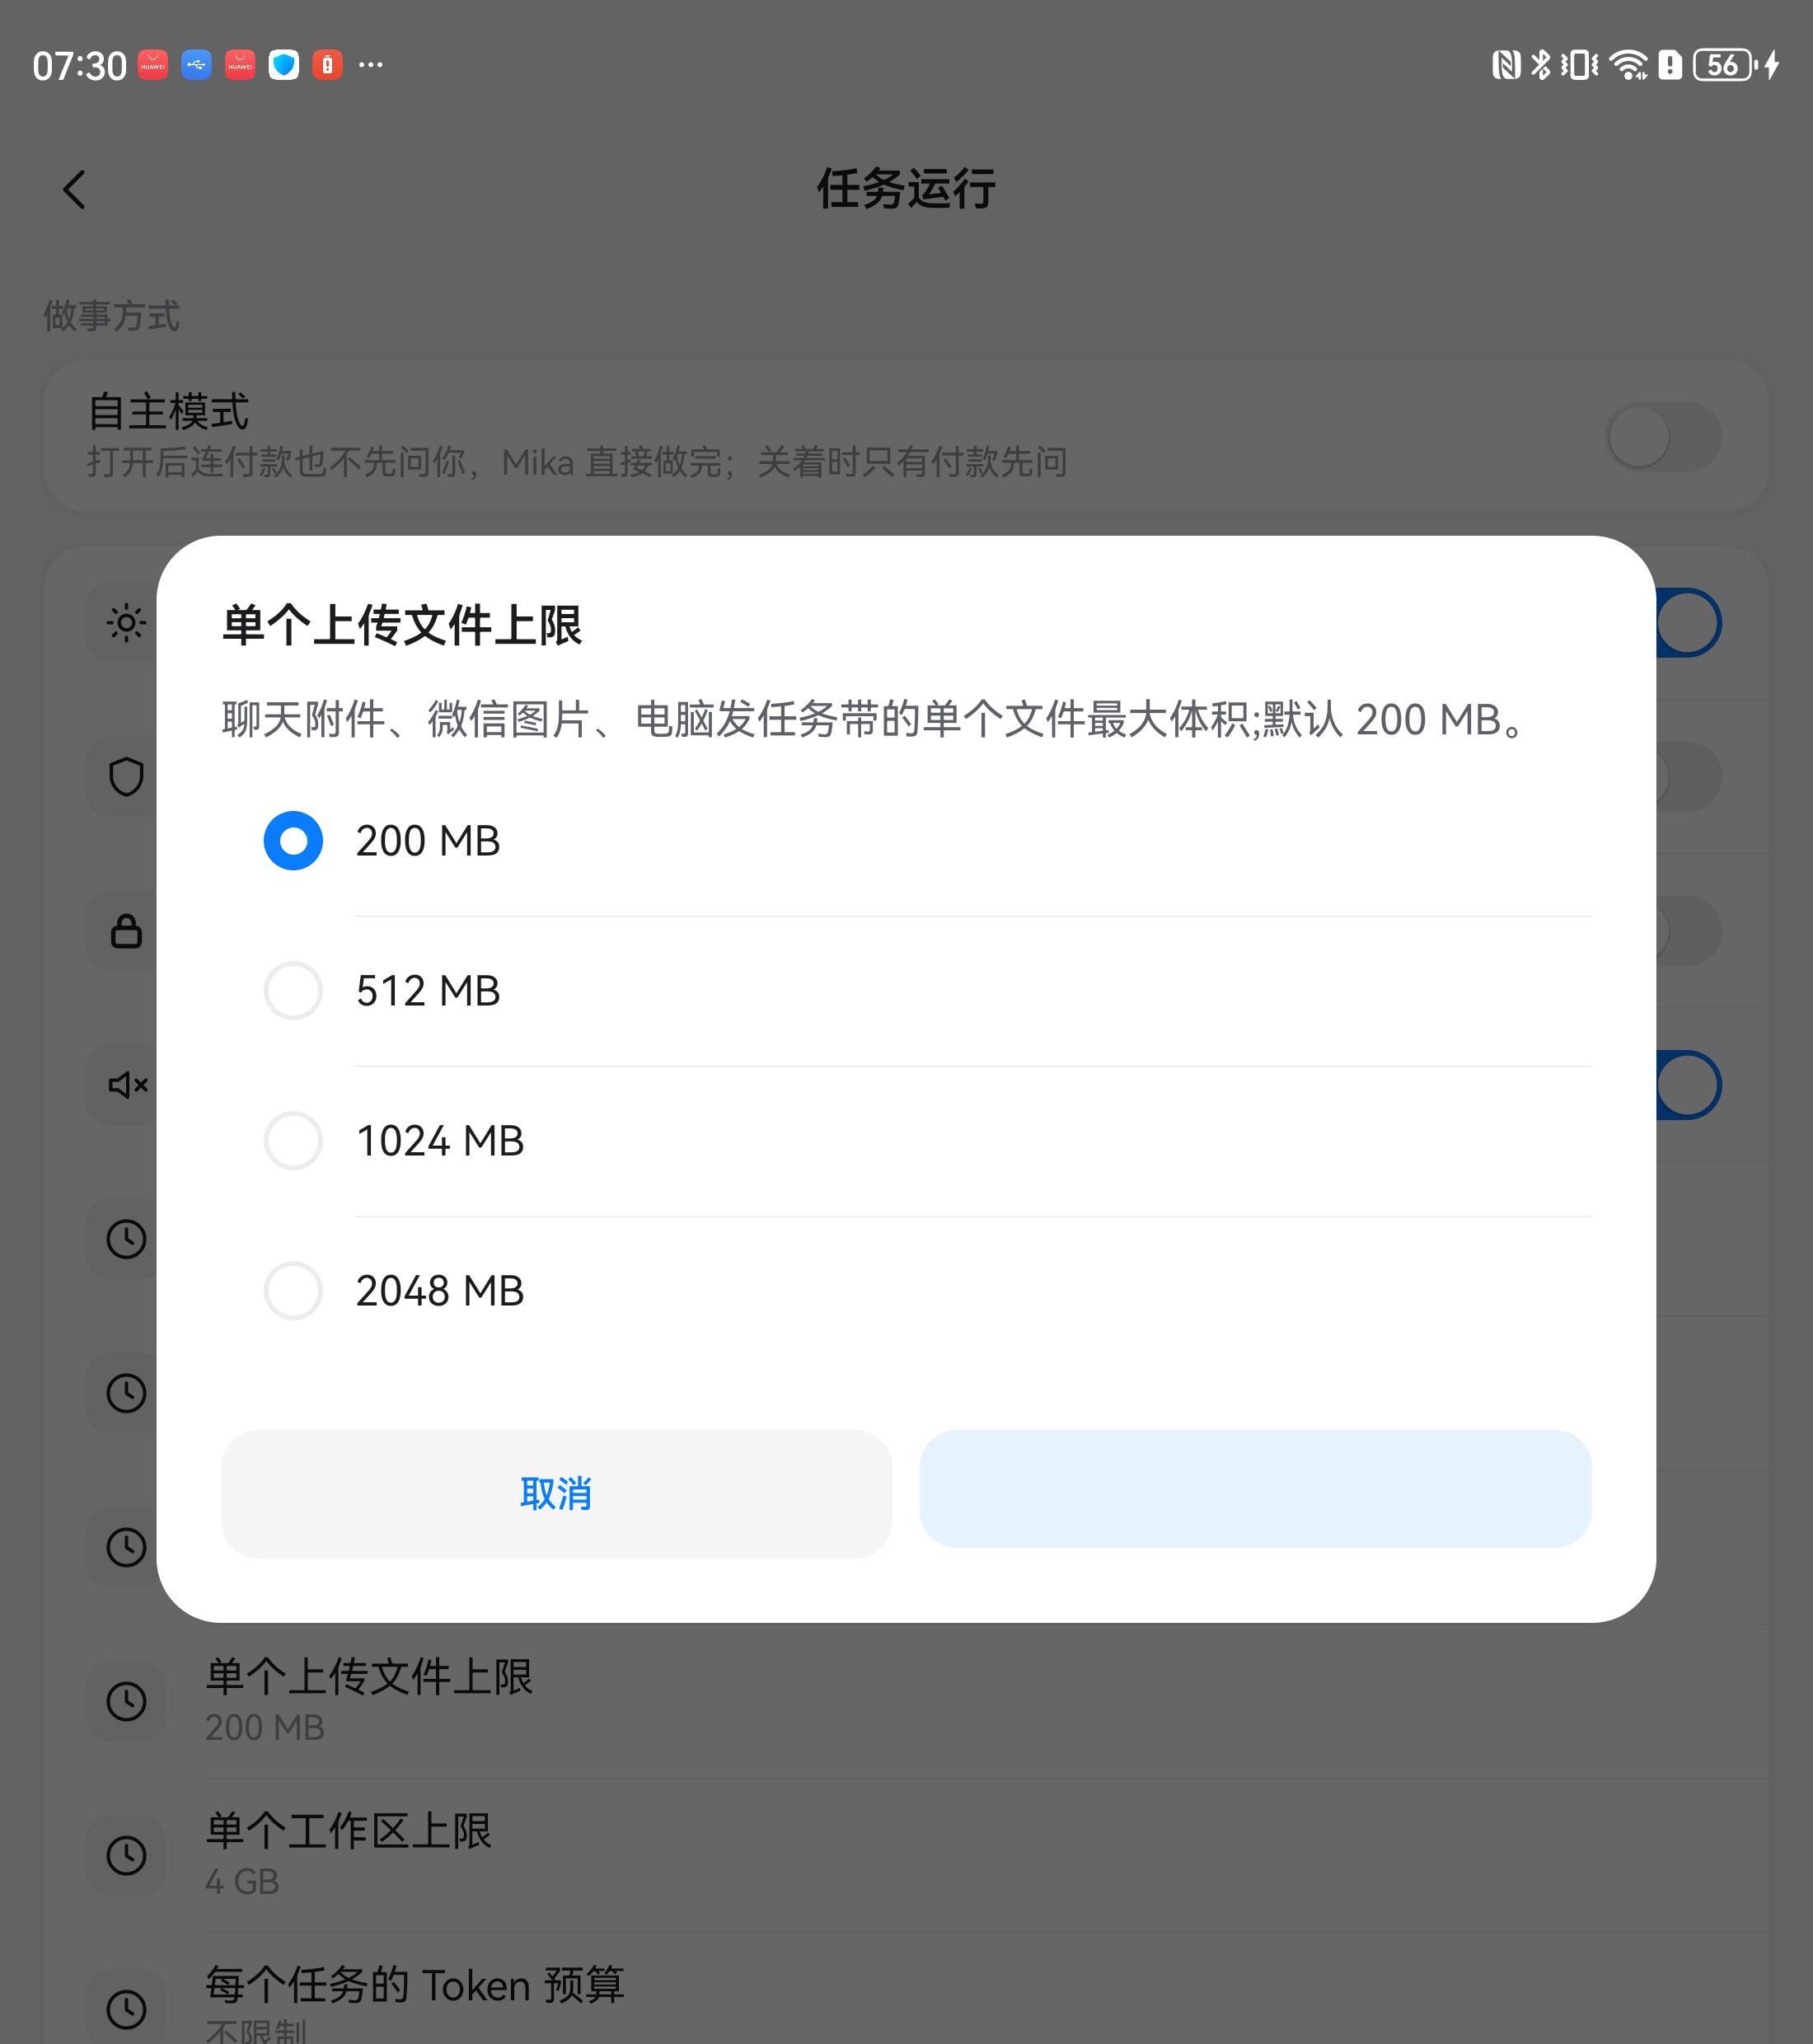 07:30
HUAWEI
HUAWEI
56
任务运行
做事方式
自主模式
打开后连付款也不先问你，Mika 直接做完；关着时只有付款先问
单个上传文件上限
聊天附件、微信图片、电脑发任务带的单个文件最大体积;默认 200 MB。
200 MB
512 MB
1024 MB
2048 MB
取消
单个上传文件上限
200 MB
单个工作区上限
4 GB
每个任务的 Token 预算
不限制